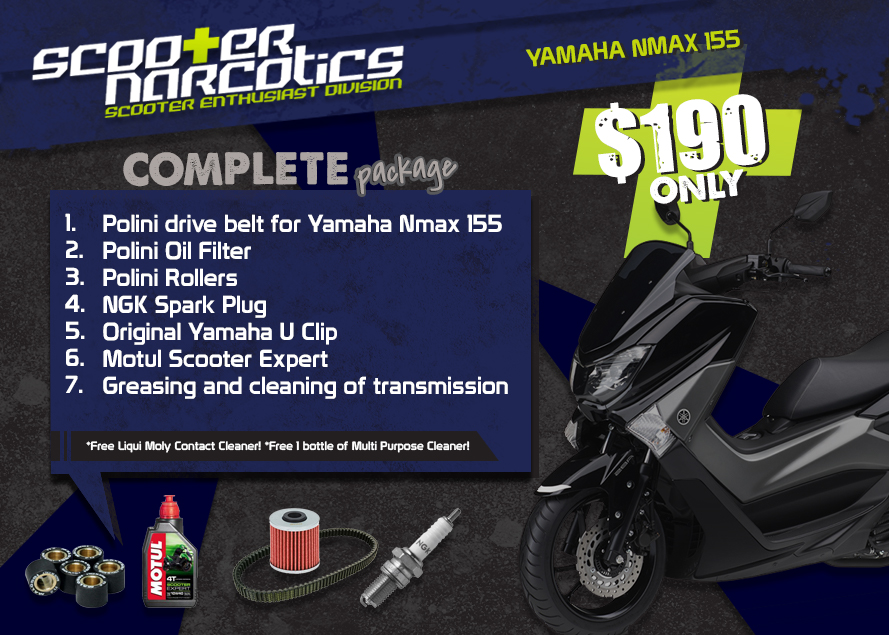 scooter
narcotics
SCOOTER ENTHUSIAST DIVISION
YAMAHA NMAX 155
$190
ONLY
COMPLETE package
1. Polini drive belt for Yamaha Nmax 155
2. Polini Oil Filter
3. Polini Rollers
4. NGK Spark Plug
5. Original Yamaha U Clip
6. Motul Scooter Expert
7. Greasing and cleaning of transmission
*Free Liqui Moly Contact Cleaner! *Free 1 bottle of Multi Purpose Cleaner!
MOTUL
4T
SCOOTER
EXPERT
NGK